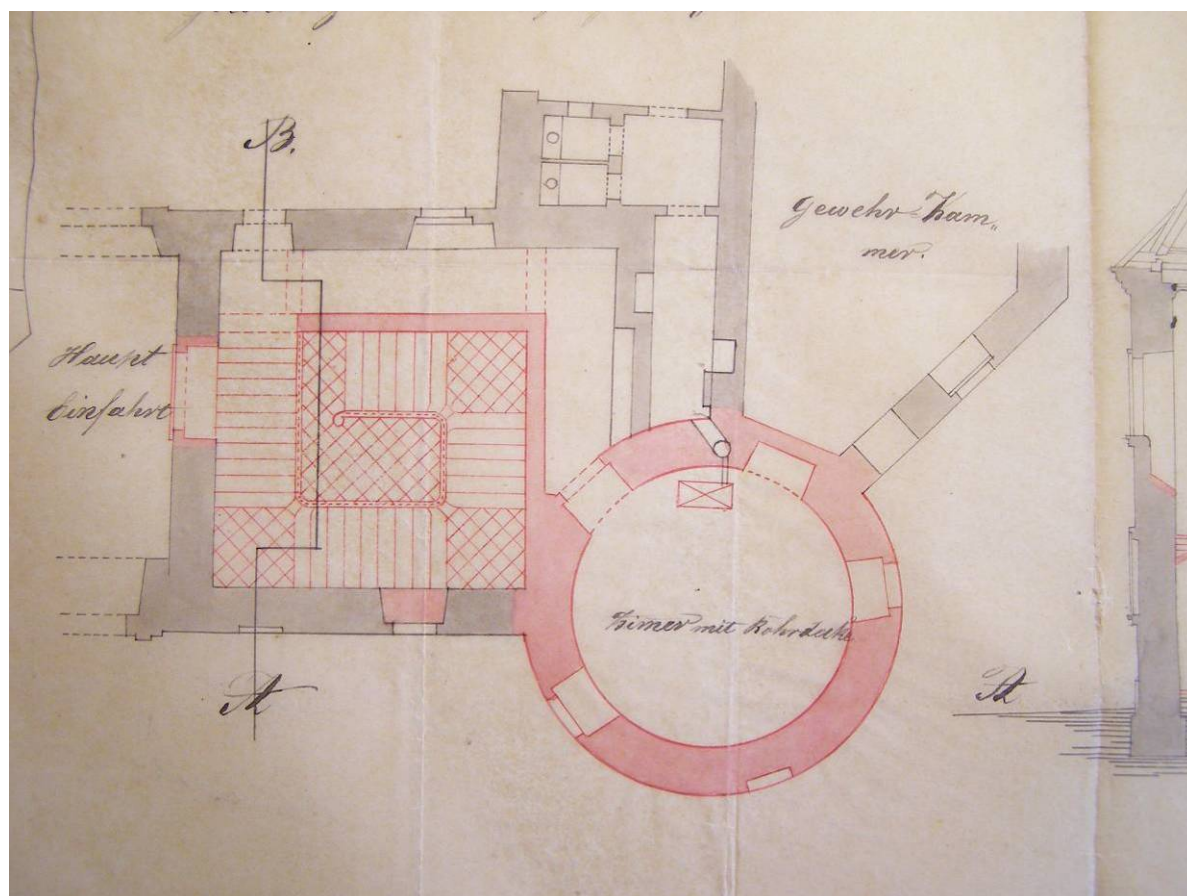 B.
Gewehr-Kam„
mer.
Haupt
Einfahrt
Zimer mit Rohrdecke
A
A